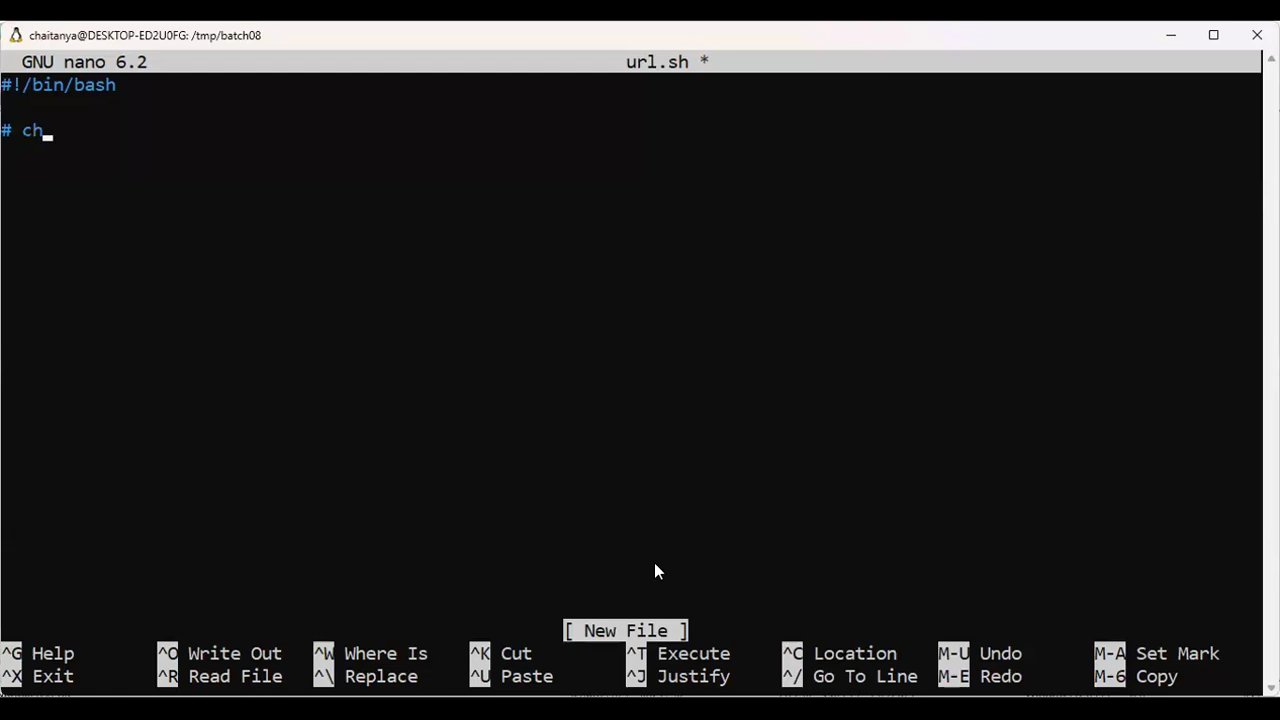 chaitanya@DESKTOP-ED2U0FG: /tmp/batch08
GNU nano 6.2 url.sh *
#!/bin/bash
# ch
[ New File ]
^G Help ^O Write Out ^W Where Is ^K Cut ^T Execute ^C Location M-U Undo M-A Set Mark
^X Exit ^R Read File ^\ Replace ^U Paste ^J Justify ^/ Go To Line M-E Redo M-6 Copy